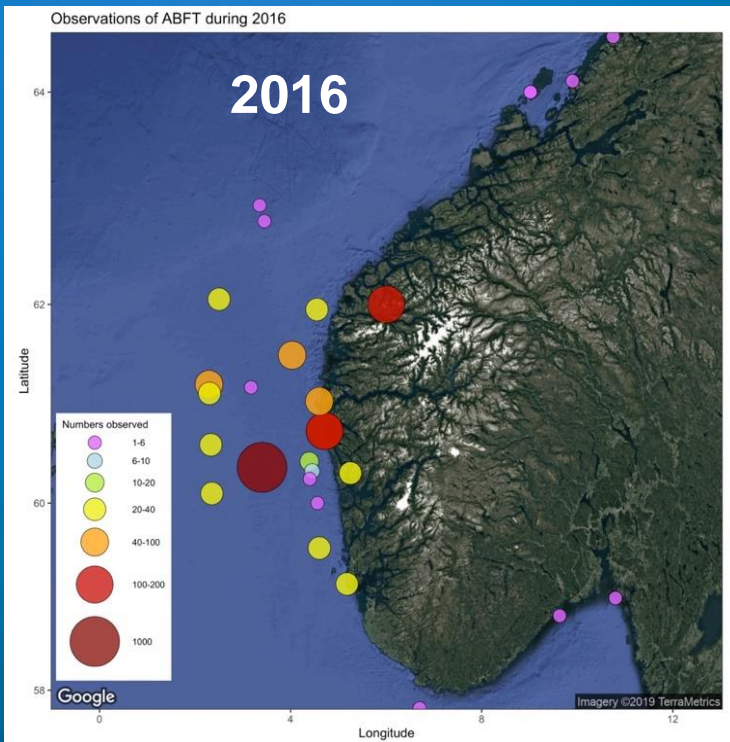 Observations of ABFT during 2016
2016
64
62
60
58
Latitude
Numbers observed
1-6
6-10
10-20
20-40
40-100
100-200
1000
Google
Imagery ©2019 TerraMetrics
0
4
8
12
Longitude